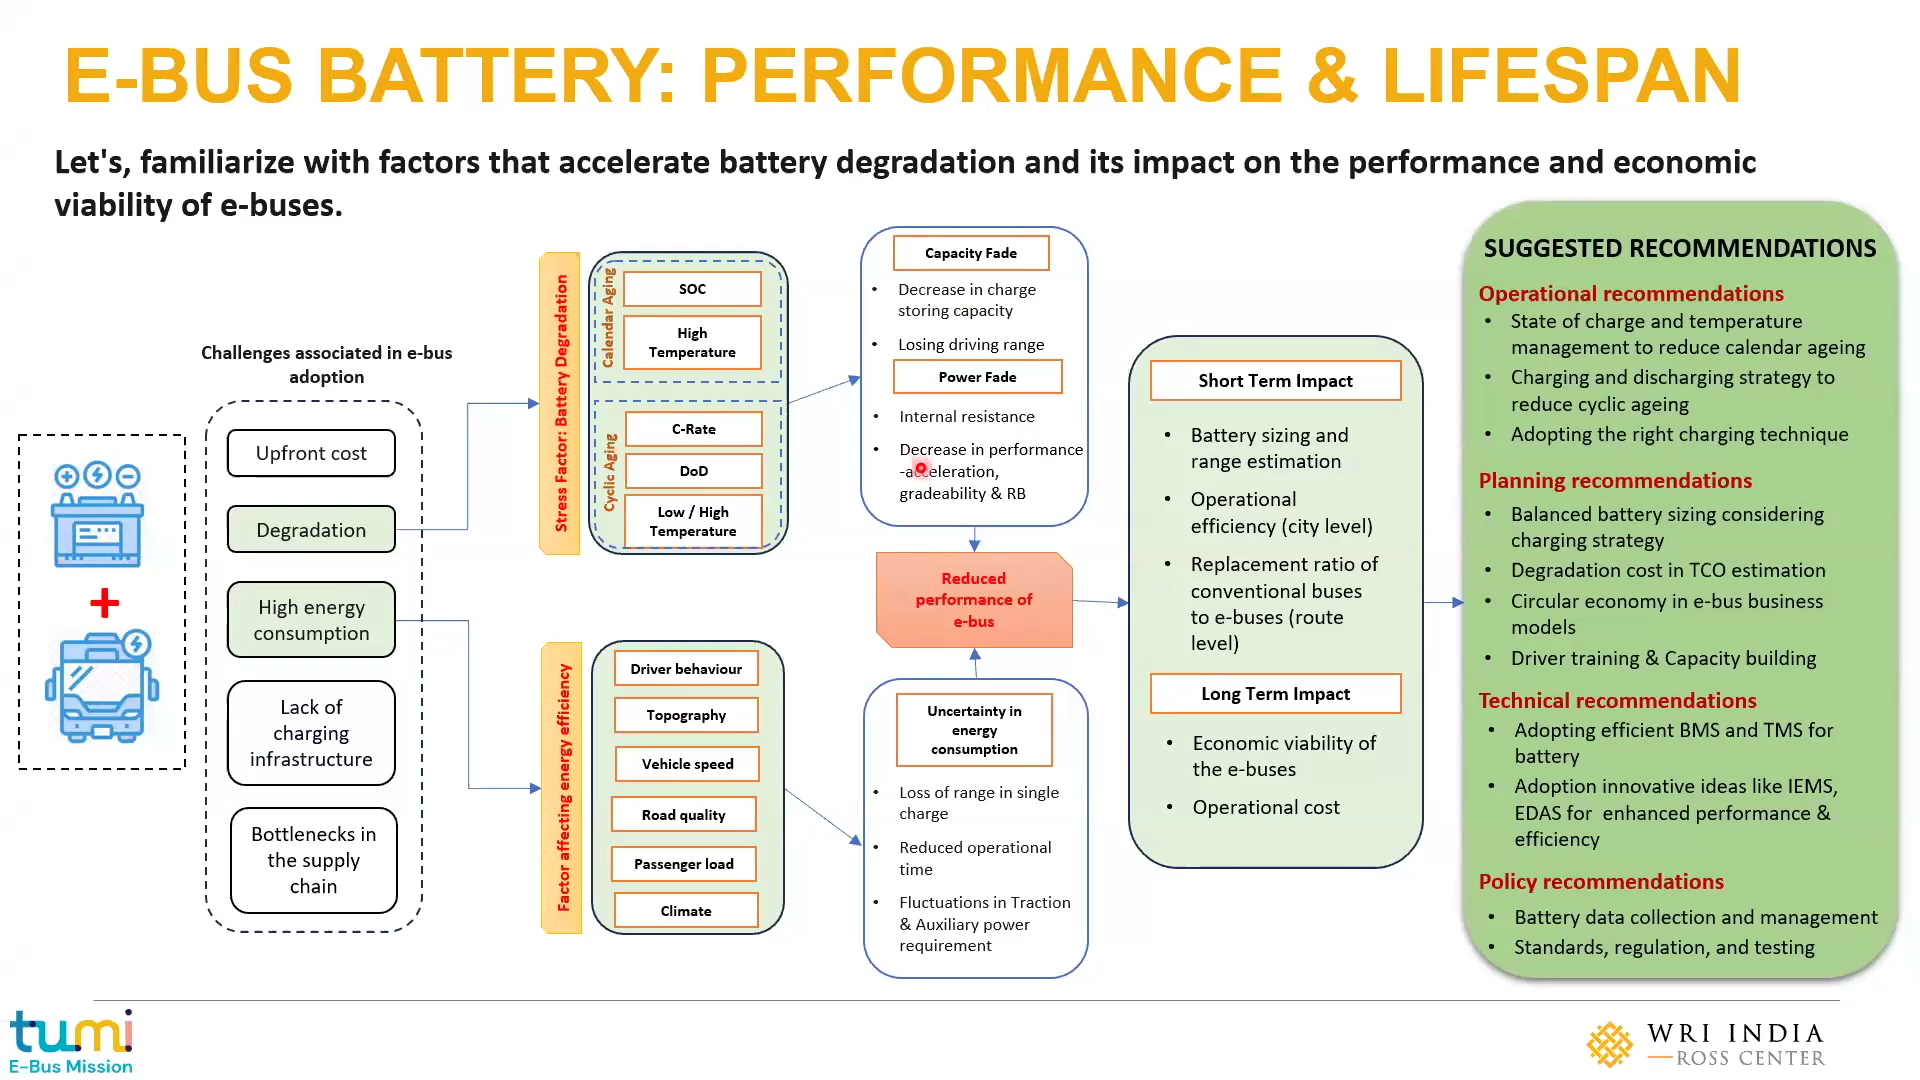 E-BUS BATTERY: PERFORMANCE & LIFESPAN
Let's, familiarize with factors that accelerate battery degradation and its impact on the performance and economic
viability of e-buses.
Challenges associated in e-bus
adoption
Upfront cost
Degradation
High energy
consumption
Lack of
charging
infrastructure
Bottlenecks in
the supply
chain
Stress Factor: Battery Degradation
Calendar Aging
SOC
High
Temperature
Cyclic Aging
C-Rate
DoD
Low / High
Temperature
Factor affecting energy efficiency
Driver behaviour
Topography
Vehicle speed
Road quality
Passenger load
Climate
Capacity Fade
• Decrease in charge
storing capacity
• Losing driving range
Power Fade
• Internal resistance
• Decrease in performance
-acceleration,
gradeability & RB
Reduced
performance of
e-bus
Uncertainty in
energy
consumption
• Loss of range in single
charge
• Reduced operational
time
• Fluctuations in Traction
& Auxiliary power
requirement
Short Term Impact
• Battery sizing and
range estimation
• Operational
efficiency (city level)
• Replacement ratio of
conventional buses
to e-buses (route
level)
Long Term Impact
• Economic viability of
the e-buses
• Operational cost
SUGGESTED RECOMMENDATIONS
Operational recommendations
• State of charge and temperature
management to reduce calendar ageing
• Charging and discharging strategy to
reduce cyclic ageing
• Adopting the right charging technique
Planning recommendations
• Balanced battery sizing considering
charging strategy
• Degradation cost in TCO estimation
• Circular economy in e-bus business
models
• Driver training & Capacity building
Technical recommendations
• Adopting efficient BMS and TMS for
battery
• Adoption innovative ideas like IEMS,
EDAS for enhanced performance &
efficiency
Policy recommendations
• Battery data collection and management
• Standards, regulation, and testing
tumi
E-Bus Mission
WRI INDIA
ROSS CENTER